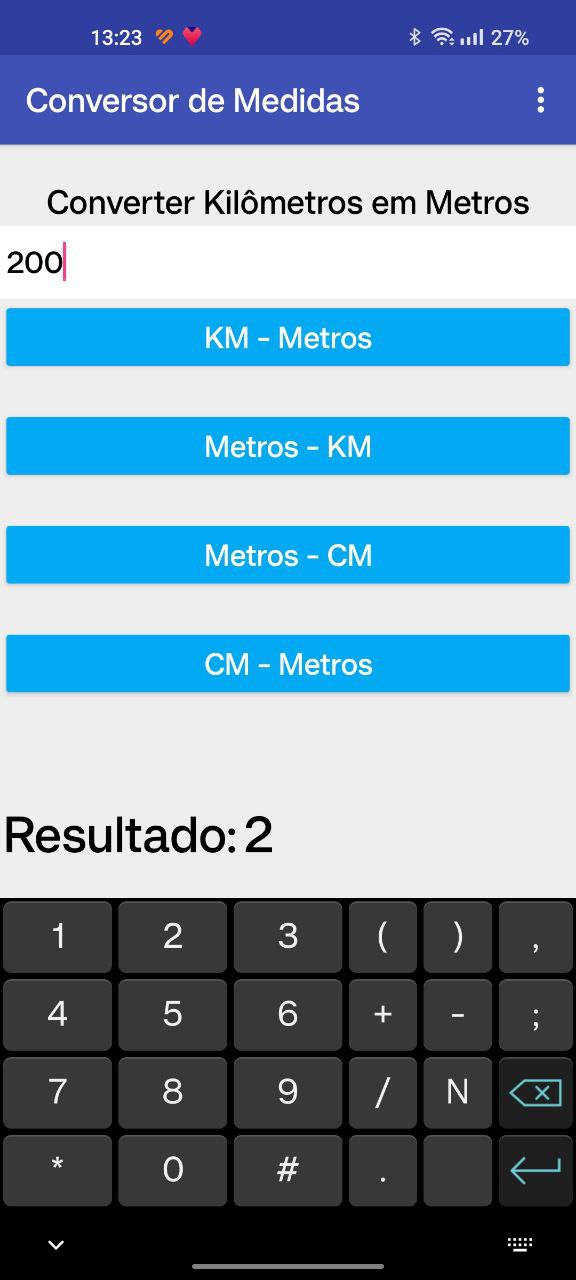 13:23 27%
Conversor de Medidas
Converter Kilômetros em Metros
200
KM - Metros
Metros - KM
Metros - CM
CM - Metros
Resultado: 2
1 2 3 ( ) ,
4 5 6 + - ;
7 8 9 / N
* 0 # .